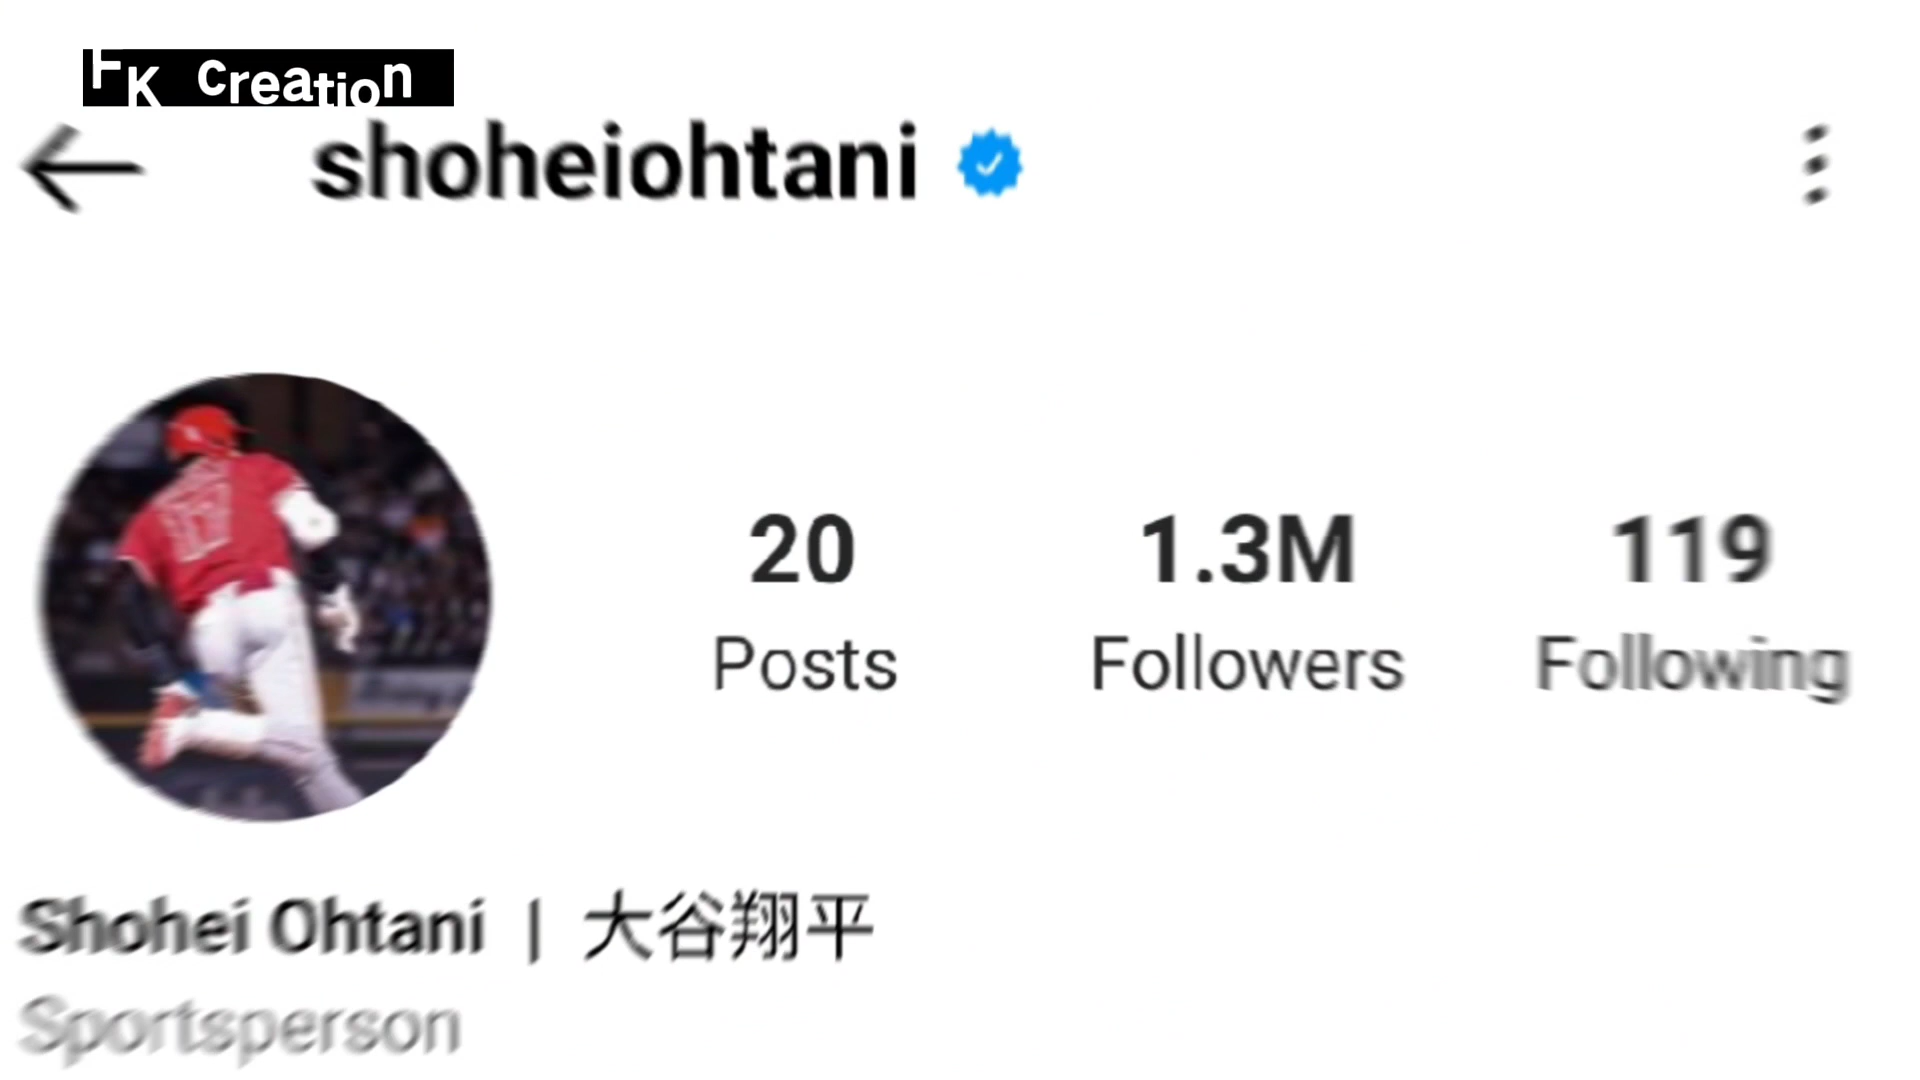 FK Creation
shoheiohtani
20 1.3M 119
Posts Followers Following
Shohei Ohtani | 大谷翔平
Sportsperson